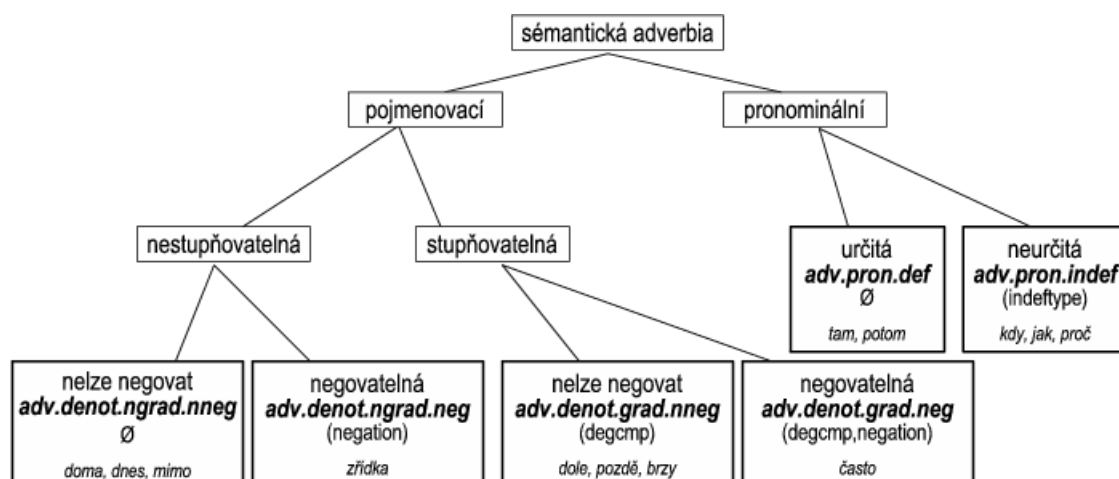 sémantická adverbia
pojmenovací
pronominální
nestupňovatelná
stupňovatelná
určitá
adv.pron.def
Ø
tam, potom
neurčitá
adv.pron.indef
(indeftype)
kdy, jak, proč
nelze negovat
adv.denot.ngrad.nneg
Ø
doma, dnes, mimo
negovatelná
adv.denot.ngrad.neg
(negation)
zřídka
nelze negovat
adv.denot.grad.nneg
(degcmp)
dole, pozdě, brzy
negovatelná
adv.denot.grad.neg
(degcmp,negation)
často